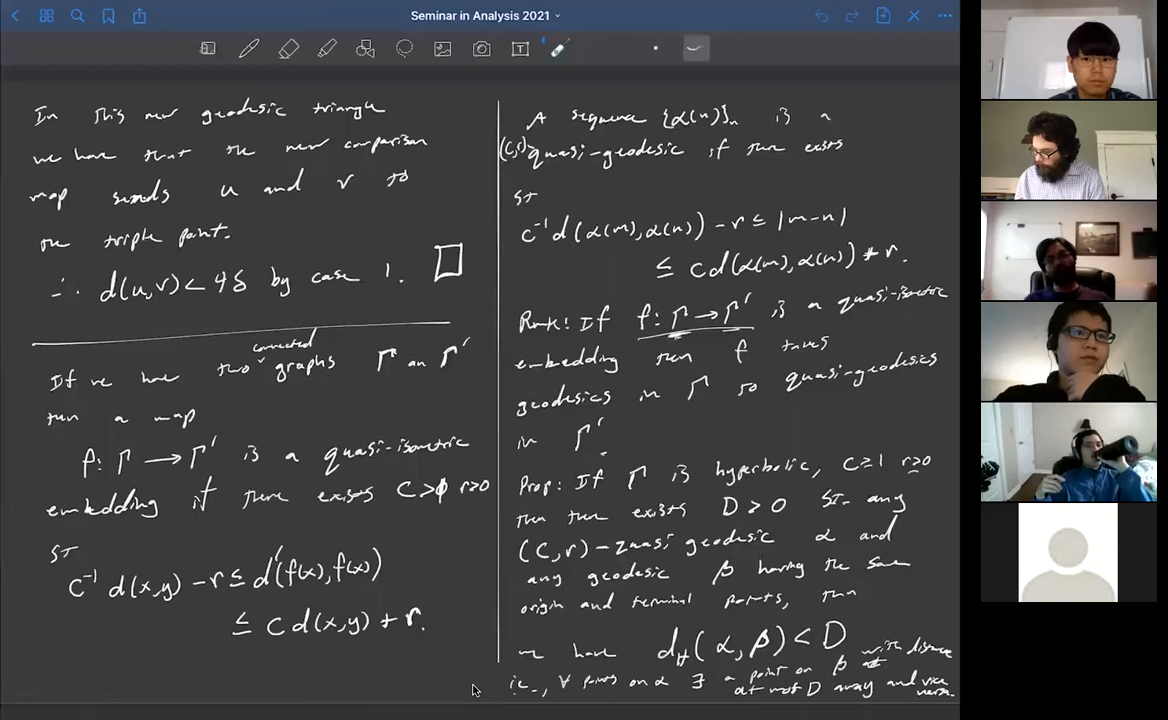 Seminar in Analysis 2021
In this new geodesic triangle
we have that the new comparison
map sends u and v to
the triple point.
∴ d(u,v) < 4δ by case 1. □
If we have two connected graphs Γ an Γ'
then a map
f: Γ → Γ' is a quasi-isometric
embedding if there exists C>0 r≥0
ST
C⁻¹ d(x,y) - r ≤ d'(f(x), f(x))
≤ C d(x,y) + r.
A sequence {α(n)}ₙ is a
(C,r) quasi-geodesic if there exists
ST
C⁻¹ d(α(m), α(n)) - r ≤ |m-n|
≤ C d(α(m), α(n)) + r.
Rmk: If f: Γ → Γ' is a quasi-isometric
embedding then f takes
geodesics in Γ to quasi-geodesics
in Γ'.
Prop: If Γ is hyperbolic, C≥1 r≥0
then there exists D > 0 ST any
(C,r)-quasi geodesic α and
any geodesic β having the same
origin and terminal points, then
we have d_H(α, β) < D
i.e., ∀ points on α ∃ a point on β with distance
at most D away and vice versa.